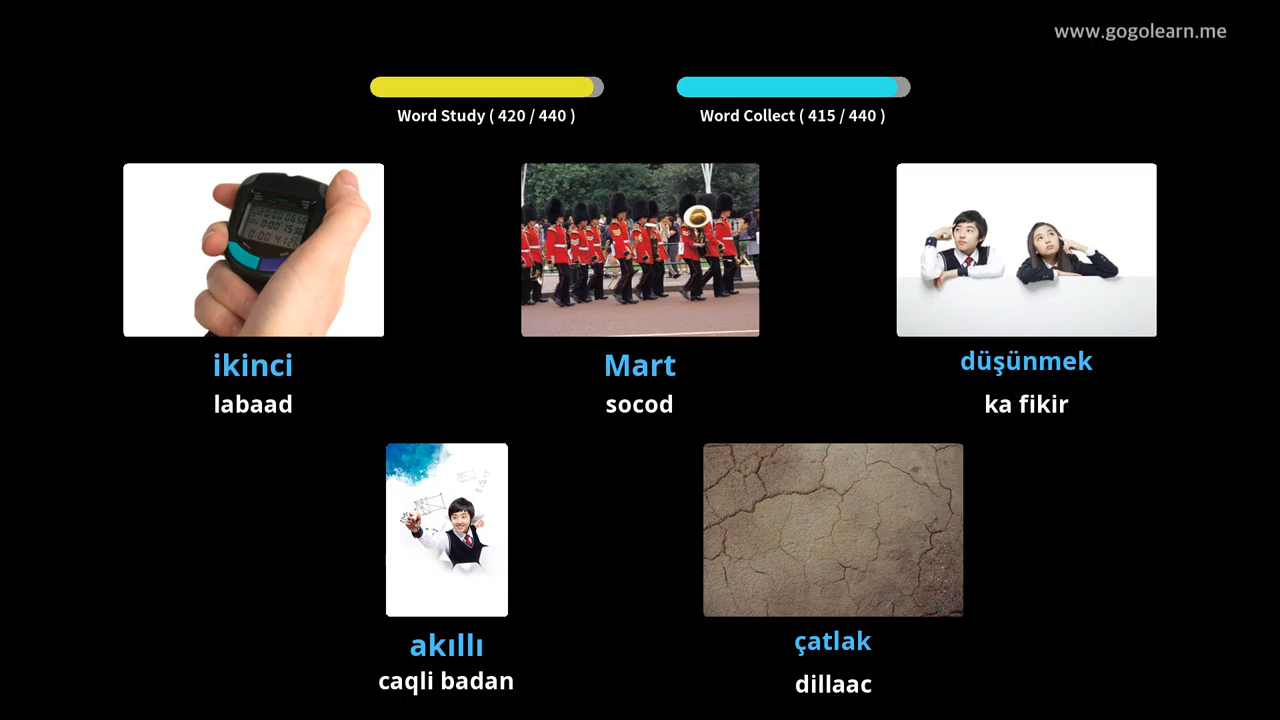 www.gogolearn.me
Word Study ( 420 / 440 )
Word Collect ( 415 / 440 )
ikinci
labaad
Mart
socod
düşünmek
ka fikir
akıllı
caqli badan
çatlak
dillaac